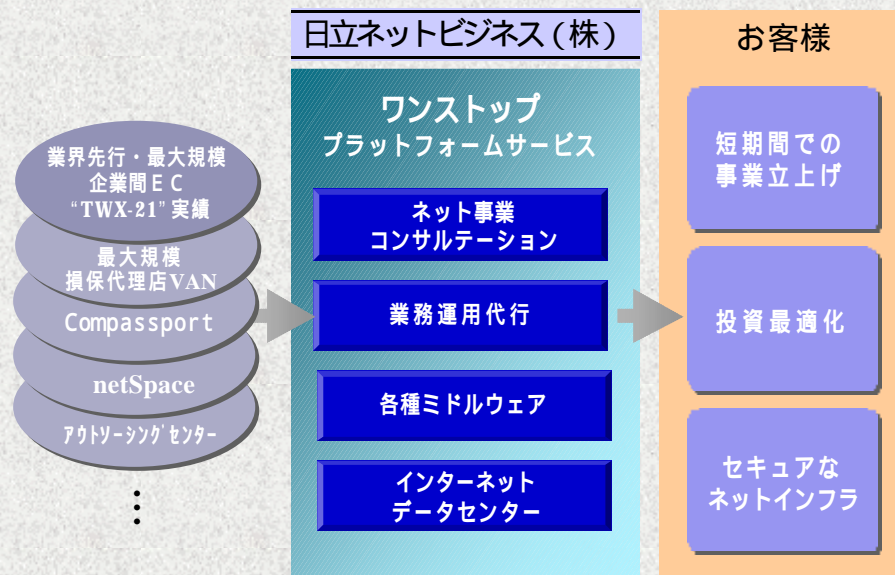 日立ネットビジネス(株)
お客様
業界先行・最大規模
企業間EC
“TWX-21”実績
最大規模
損保代理店VAN
Compassport
netSpace
アウトソーシングセンター
⋮
ワンストップ
プラットフォームサービス
ネット事業
コンサルテーション
業務運用代行
各種ミドルウェア
インターネット
データセンター
短期間での
事業立上げ
投資最適化
セキュアな
ネットインフラ